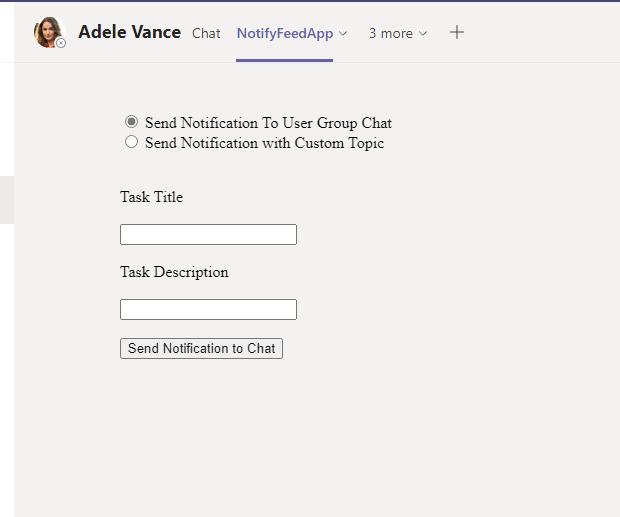 Adele Vance Chat NotifyFeedApp 3 more
Send Notification To User Group Chat
Send Notification with Custom Topic
Task Title
Task Description
Send Notification to Chat